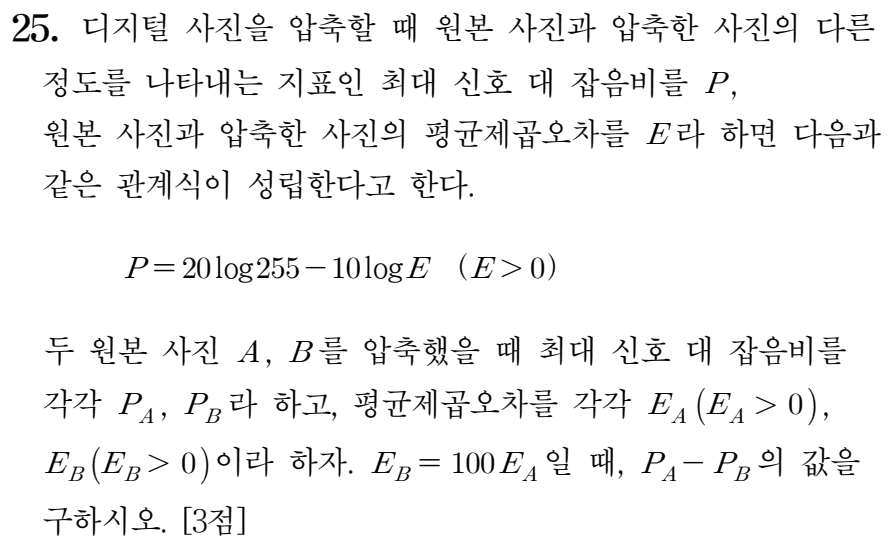 25. 디지털 사진을 압축할 때 원본 사진과 압축한 사진의 다른
정도를 나타내는 지표인 최대 신호 대 잡음비를 P,
원본 사진과 압축한 사진의 평균제곱오차를 E라 하면 다음과
같은 관계식이 성립한다고 한다.
P=20log255-10logE (E>0)
두 원본 사진 A, B를 압축했을 때 최대 신호 대 잡음비를
각각 P_A, P_B라 하고, 평균제곱오차를 각각 E_A(E_A>0),
E_B(E_B>0)이라 하자. E_B=100E_A일 때, P_A-P_B의 값을
구하시오. [3점]